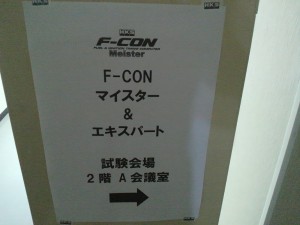 HKS
F-CON
Meister
F-CON
マイスター
&
エキスパート
試験会場
2階 A 会議室